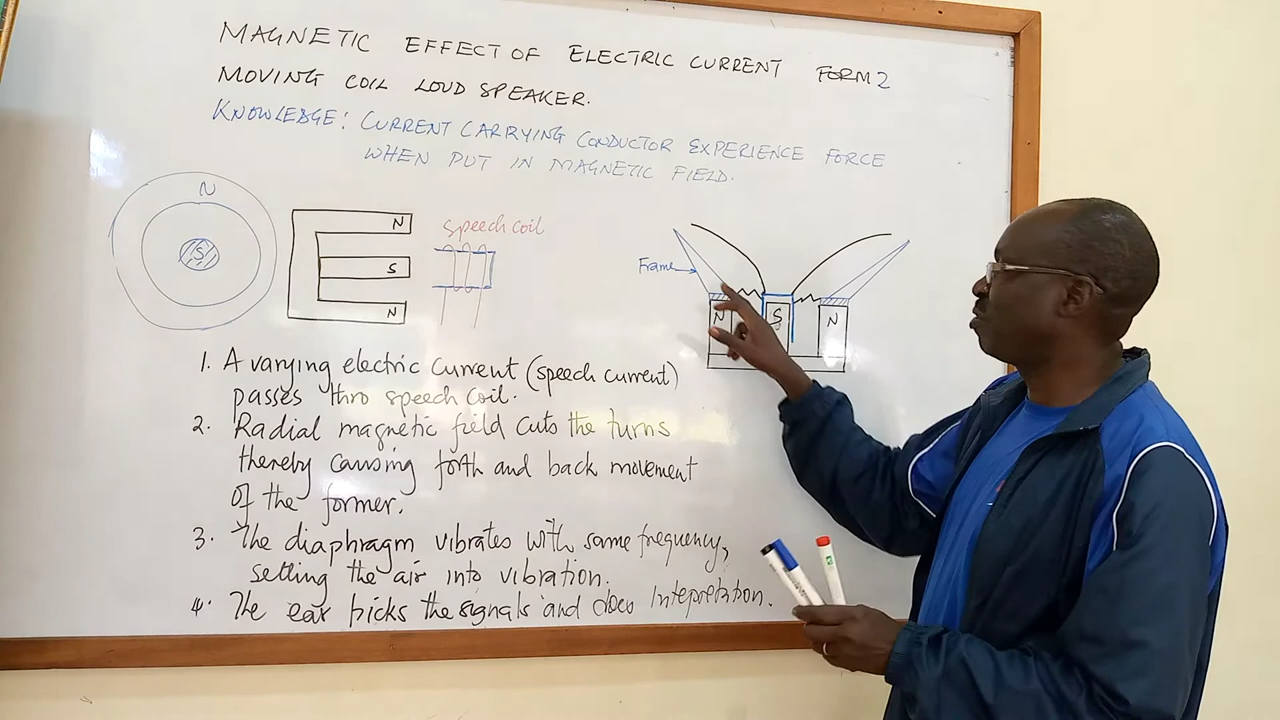 MAGNETIC EFFECT OF ELECTRIC CURRENT FORM 2
MOVING COIL LOUD SPEAKER.
KNOWLEDGE: CURRENT CARRYING CONDUCTOR EXPERIENCE FORCE
WHEN PUT IN MAGNETIC FIELD.
N
S
N
S
N
speech coil
Frame
N
S
N
1. A varying electric current (speech current)
passes thro speech coil.
2. Radial magnetic field cuts the turns
thereby causing forth and back movement
of the former.
3. The diaphragm vibrates with same frequency,
setting the air into vibration.
4. The ear picks the signals and does Intepretation.